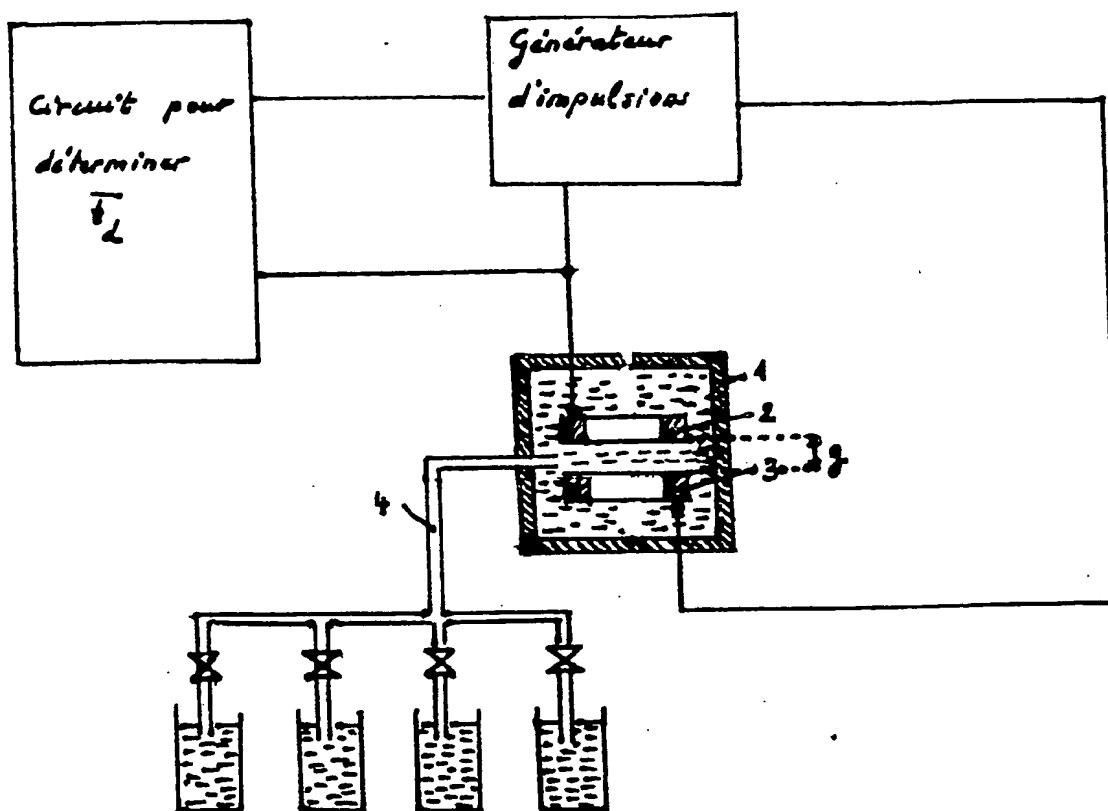 Circuit pour
déterminer
t̅d
Générateur
d'impulsions
1
2
3
g
4